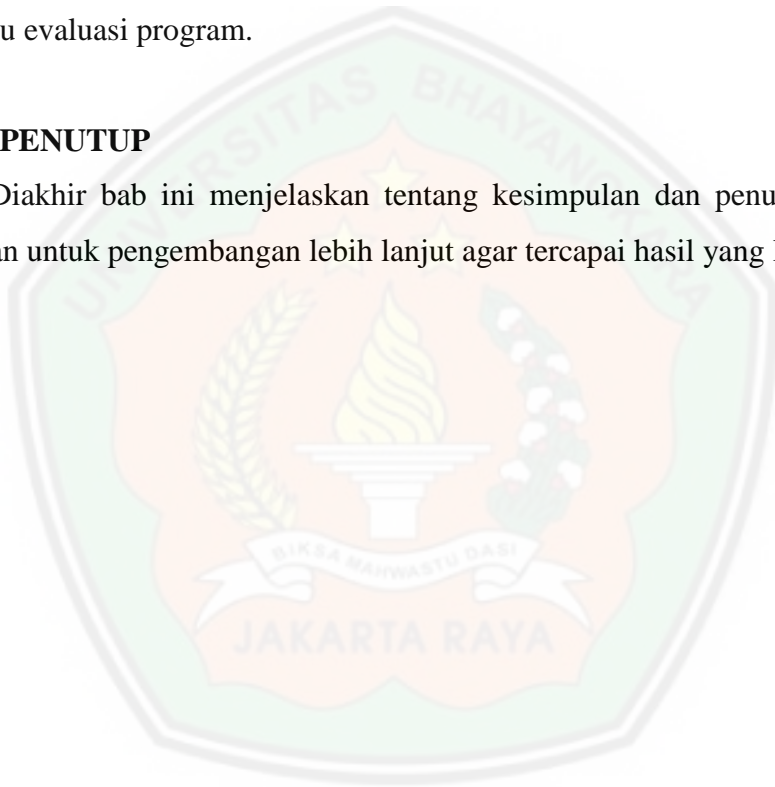 u evaluasi program.
PENUTUP
Diakhir bab ini menjelaskan tentang kesimpulan dan penu
an untuk pengembangan lebih lanjut agar tercapai hasil yang
UNIVERSITAS BHAYANGKARA
BIKSA MAHWASTU DASI
JAKARTA RAYA